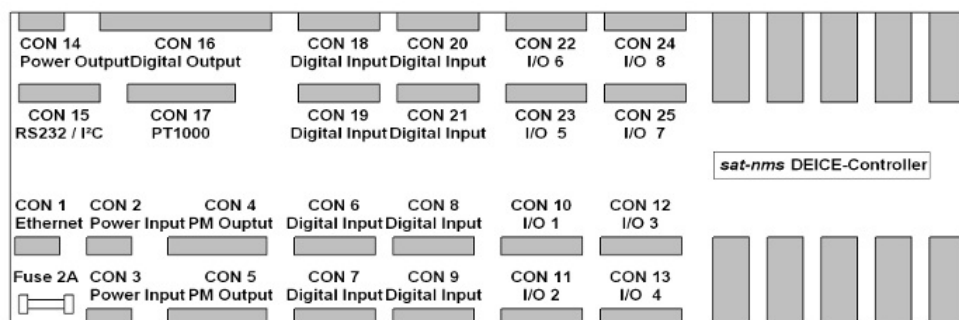 CON 14 CON 16 CON 18 CON 20 CON 22 CON 24
Power Output Digital Output Digital Input Digital Input I/O 6 I/O 8
CON 15 CON 17 CON 19 CON 21 CON 23 CON 25
RS232 / I²C PT1000 Digital Input Digital Input I/O 5 I/O 7
sat-nms DEICE-Controller
CON 1 CON 2 CON 4 CON 6 CON 8 CON 10 CON 12
Ethernet Power Input PM Ouptut Digital Input Digital Input I/O 1 I/O 3
Fuse 2A CON 3 CON 5 CON 7 CON 9 CON 11 CON 13
Power Input PM Output Digital Input Digital Input I/O 2 I/O 4